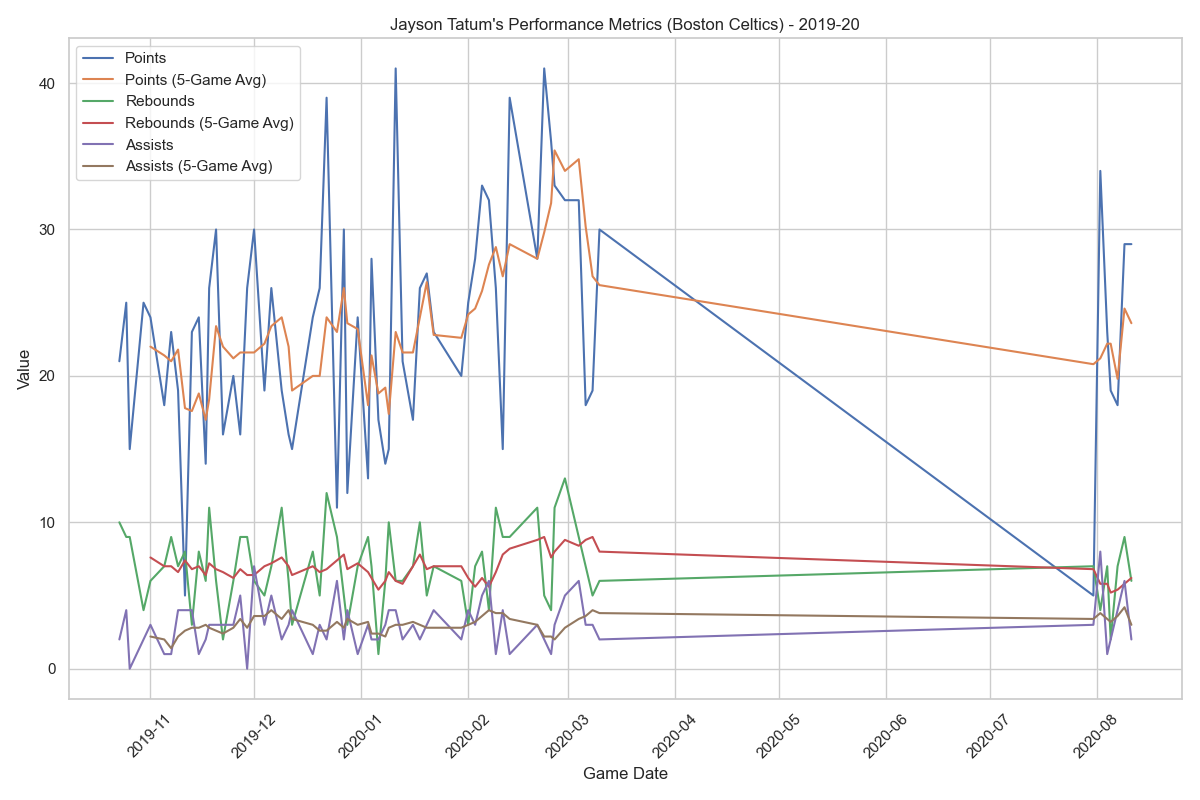 Jayson Tatum's Performance Metrics (Boston Celtics) - 2019-20
Points
Points (5-Game Avg)
Rebounds
Rebounds (5-Game Avg)
Assists
Assists (5-Game Avg)
40
30
20
10
0
Value
2019-11
2019-12
2020-01
2020-02
2020-03
2020-04
2020-05
2020-06
2020-07
2020-08
Game Date